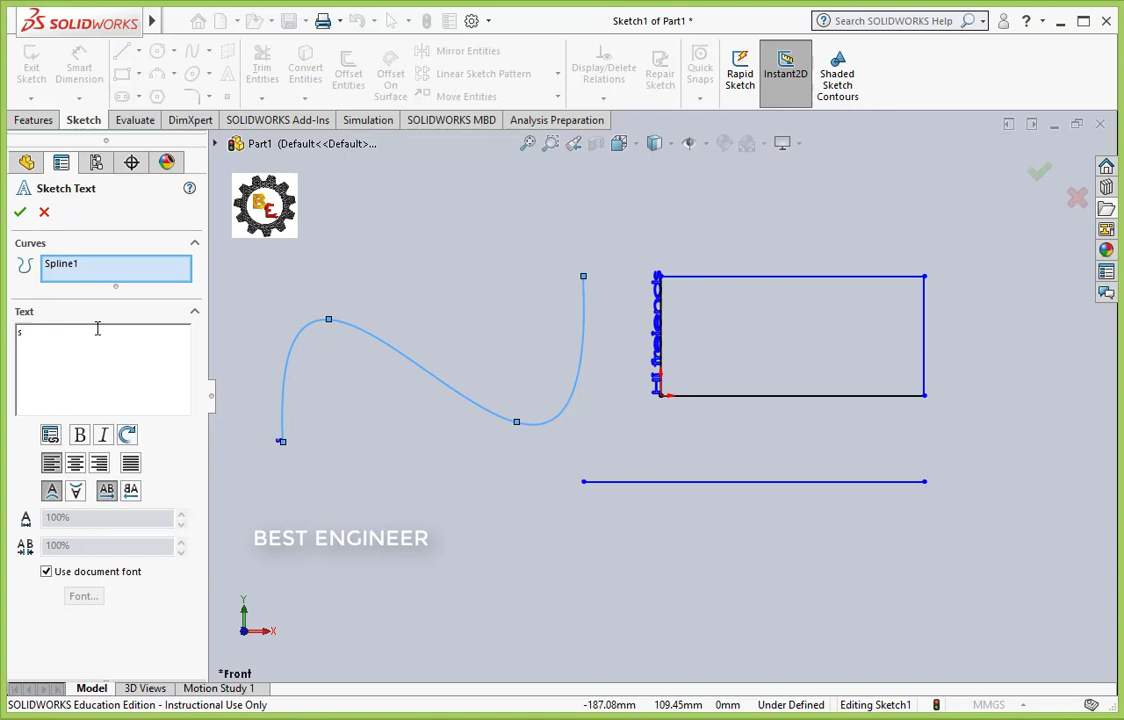 SOLIDWORKS
Sketch1 of Part1 *
Search SOLIDWORKS Help
Exit Sketch
Smart Dimension
Trim Entities
Convert Entities
Offset Entities
Offset On Surface
Mirror Entities
Linear Sketch Pattern
Move Entities
Display/Delete Relations
Repair Sketch
Quick Snaps
Rapid Sketch
Instant2D
Shaded Sketch Contours
Features
Sketch
Evaluate
DimXpert
SOLIDWORKS Add-Ins
Simulation
SOLIDWORKS MBD
Analysis Preparation
Part1 (Default<<Default>...
Sketch Text
BE
Curves
Spline1
Text
s
B I
AB
100%
AB
100%
Use document font
Font...
BEST ENGINEER
Y
X
*Front
Model
3D Views
Motion Study 1
SOLIDWORKS Education Edition - Instructional Use Only
-187.08mm
109.45mm
0mm
Under Defined
Editing Sketch1
MMGS